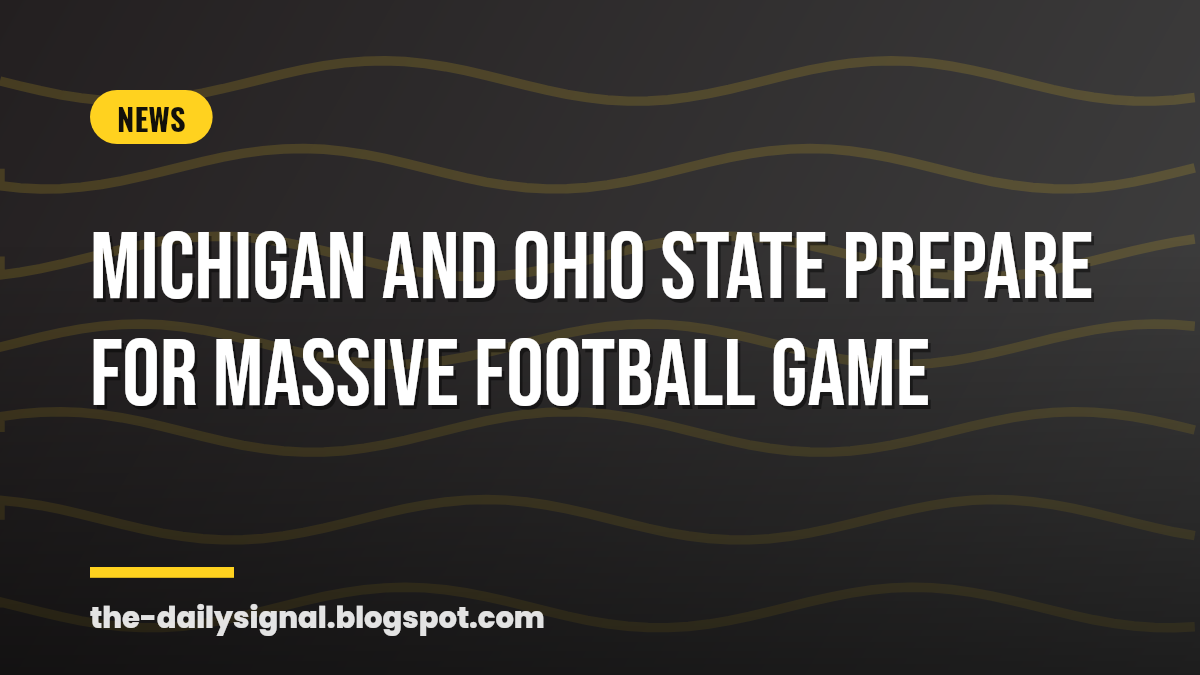 NEWS
MICHIGAN AND OHIO STATE PREPARE
FOR MASSIVE FOOTBALL GAME
the-dailysignal.blogspot.com